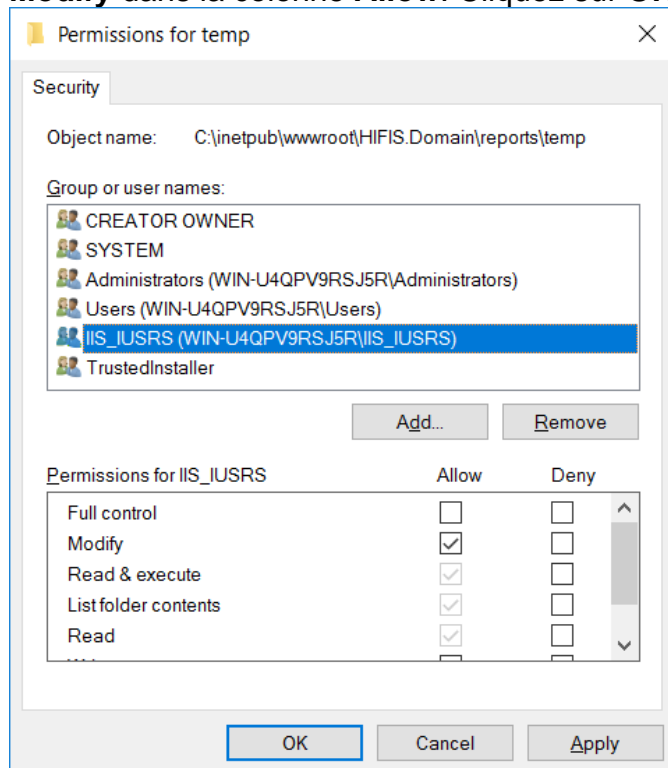 Permissions for temp
Security
Object name: C:\inetpub\wwwroot\HIFIS.Domain\reports\temp
Group or user names:
CREATOR OWNER
SYSTEM
Administrators (WIN-U4QPV9RSJ5R\Administrators)
Users (WIN-U4QPV9RSJ5R\Users)
IIS_IUSRS (WIN-U4QPV9RSJ5R\IIS_IUSRS)
TrustedInstaller
Add... Remove
Permissions for IIS_IUSRS Allow Deny
Full control
Modify
Read & execute
List folder contents
Read
OK Cancel Apply